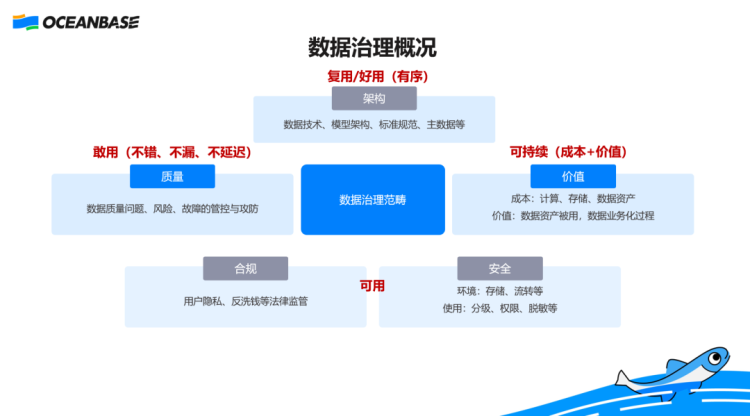 OCEANBASE
数据治理概况
复用/好用（有序）
架构
数据技术、模型架构、标准规范、主数据等
敢用（不错、不漏、不延迟）
质量
数据质量问题、风险、故障的管控与攻防
数据治理范畴
可持续（成本+价值）
价值
成本：计算、存储、数据资产
价值：数据资产被用，数据业务化过程
合规
用户隐私、反洗钱等法律监管
可用
安全
环境：存储、流转等
使用：分级、权限、脱敏等